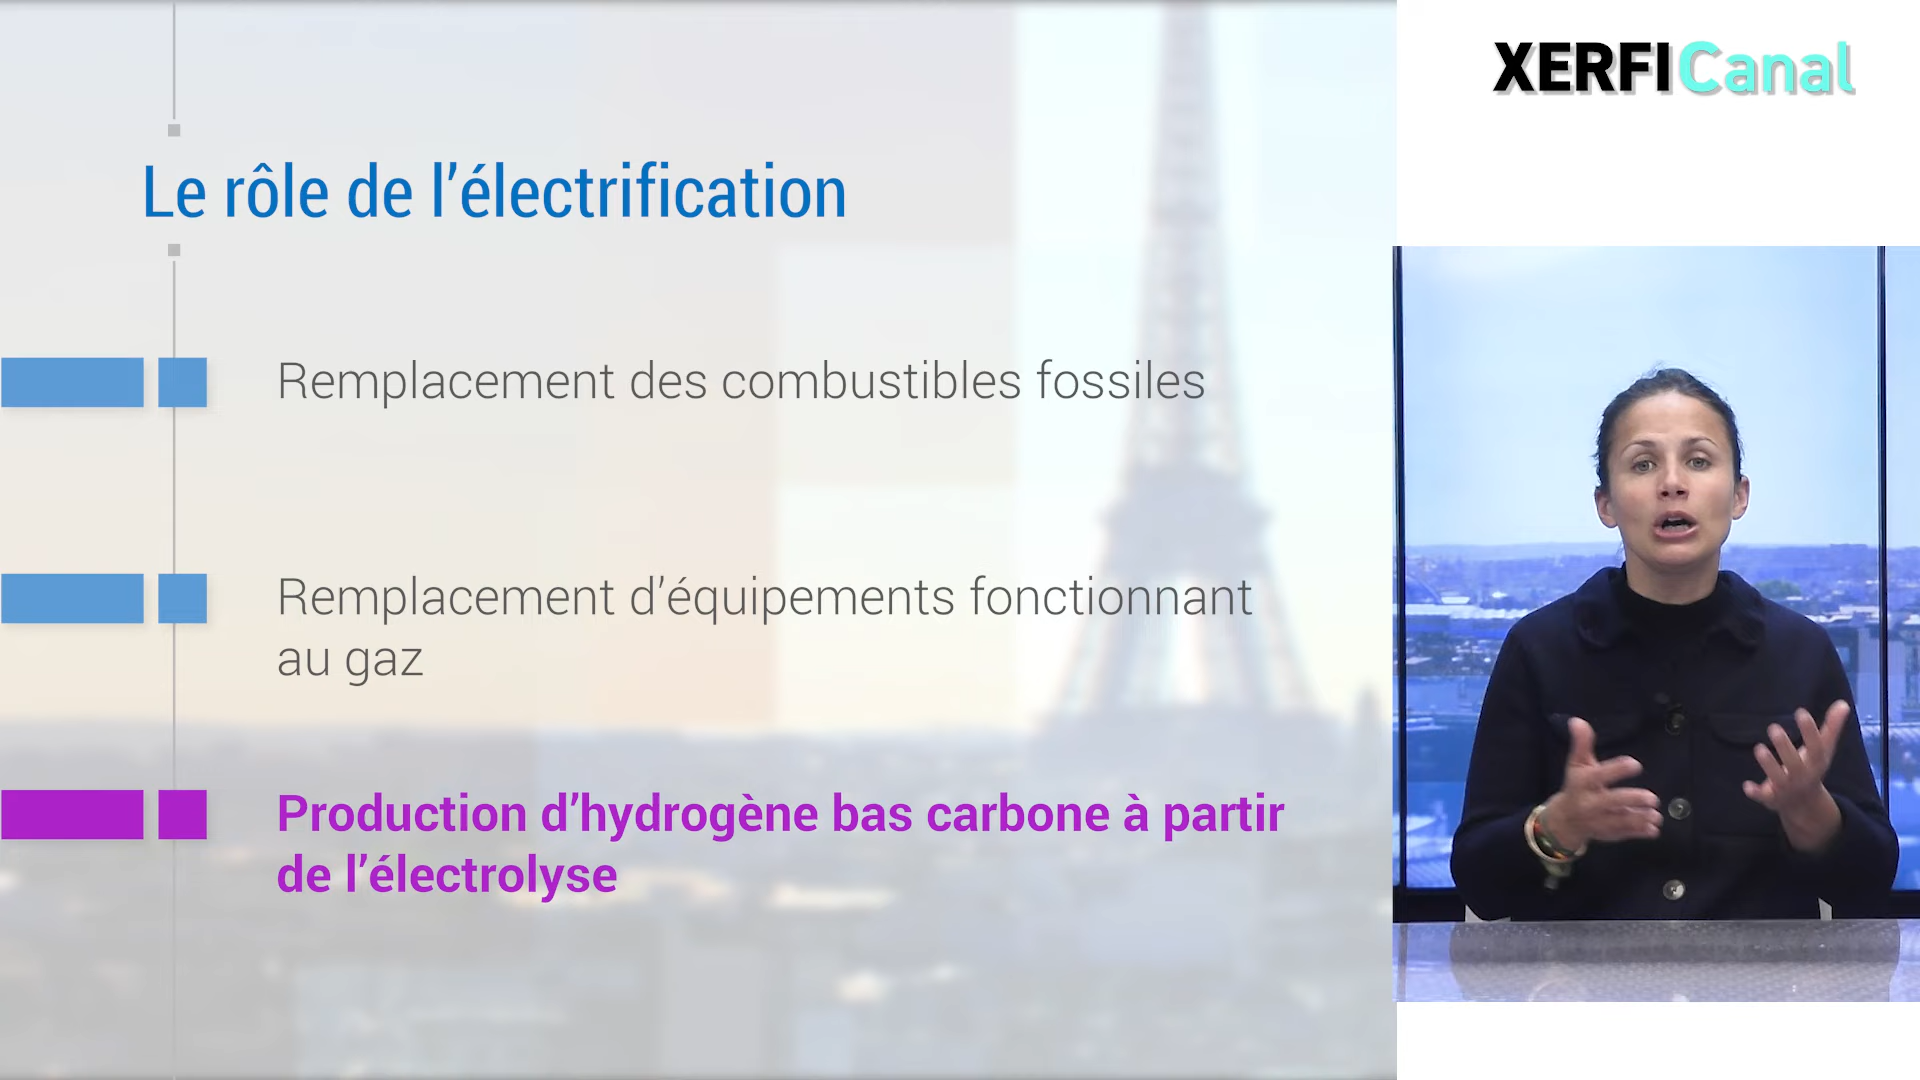 XERFI Canal
Le rôle de l’électrification
Remplacement des combustibles fossiles
Remplacement d’équipements fonctionnant
au gaz
Production d’hydrogène bas carbone à partir
de l’électrolyse